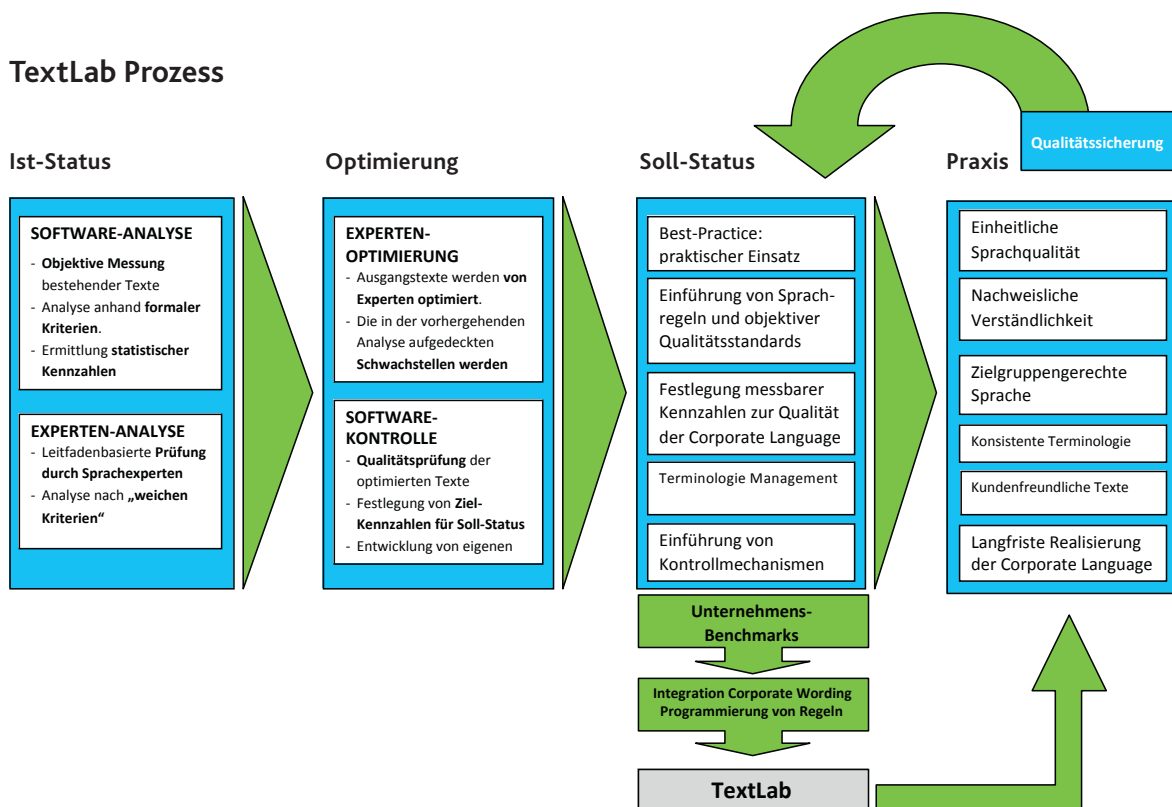 TextLab Prozess
Ist-Status
SOFTWARE-ANALYSE
- Objektive Messung
bestehender Texte
- Analyse anhand formaler
Kriterien.
- Ermittlung statistischer
Kennzahlen
EXPERTEN-ANALYSE
- Leitfadenbasierte Prüfung
durch Sprachexperten
- Analyse nach „weichen
Kriterien“
Optimierung
EXPERTEN-
OPTIMIERUNG
- Ausgangstexte werden von
Experten optimiert.
- Die in der vorhergehenden
Analyse aufgedeckten
Schwachstellen werden
SOFTWARE-
KONTROLLE
- Qualitätsprüfung der
optimierten Texte
- Festlegung von Ziel-
Kennzahlen für Soll-Status
- Entwicklung von eigenen
Soll-Status
Best-Practice:
praktischer Einsatz
Einführung von Sprach-
regeln und objektiver
Qualitätsstandards
Festlegung messbarer
Kennzahlen zur Qualität
der Corporate Language
Terminologie Management
Einführung von
Kontrollmechanismen
Unternehmens-
Benchmarks
Integration Corporate Wording
Programmierung von Regeln
TextLab
Qualitätssicherung
Praxis
Einheitliche
Sprachqualität
Nachweisliche
Verständlichkeit
Zielgruppengerechte
Sprache
Konsistente Terminologie
Kundenfreundliche Texte
Langfriste Realisierung
der Corporate Language